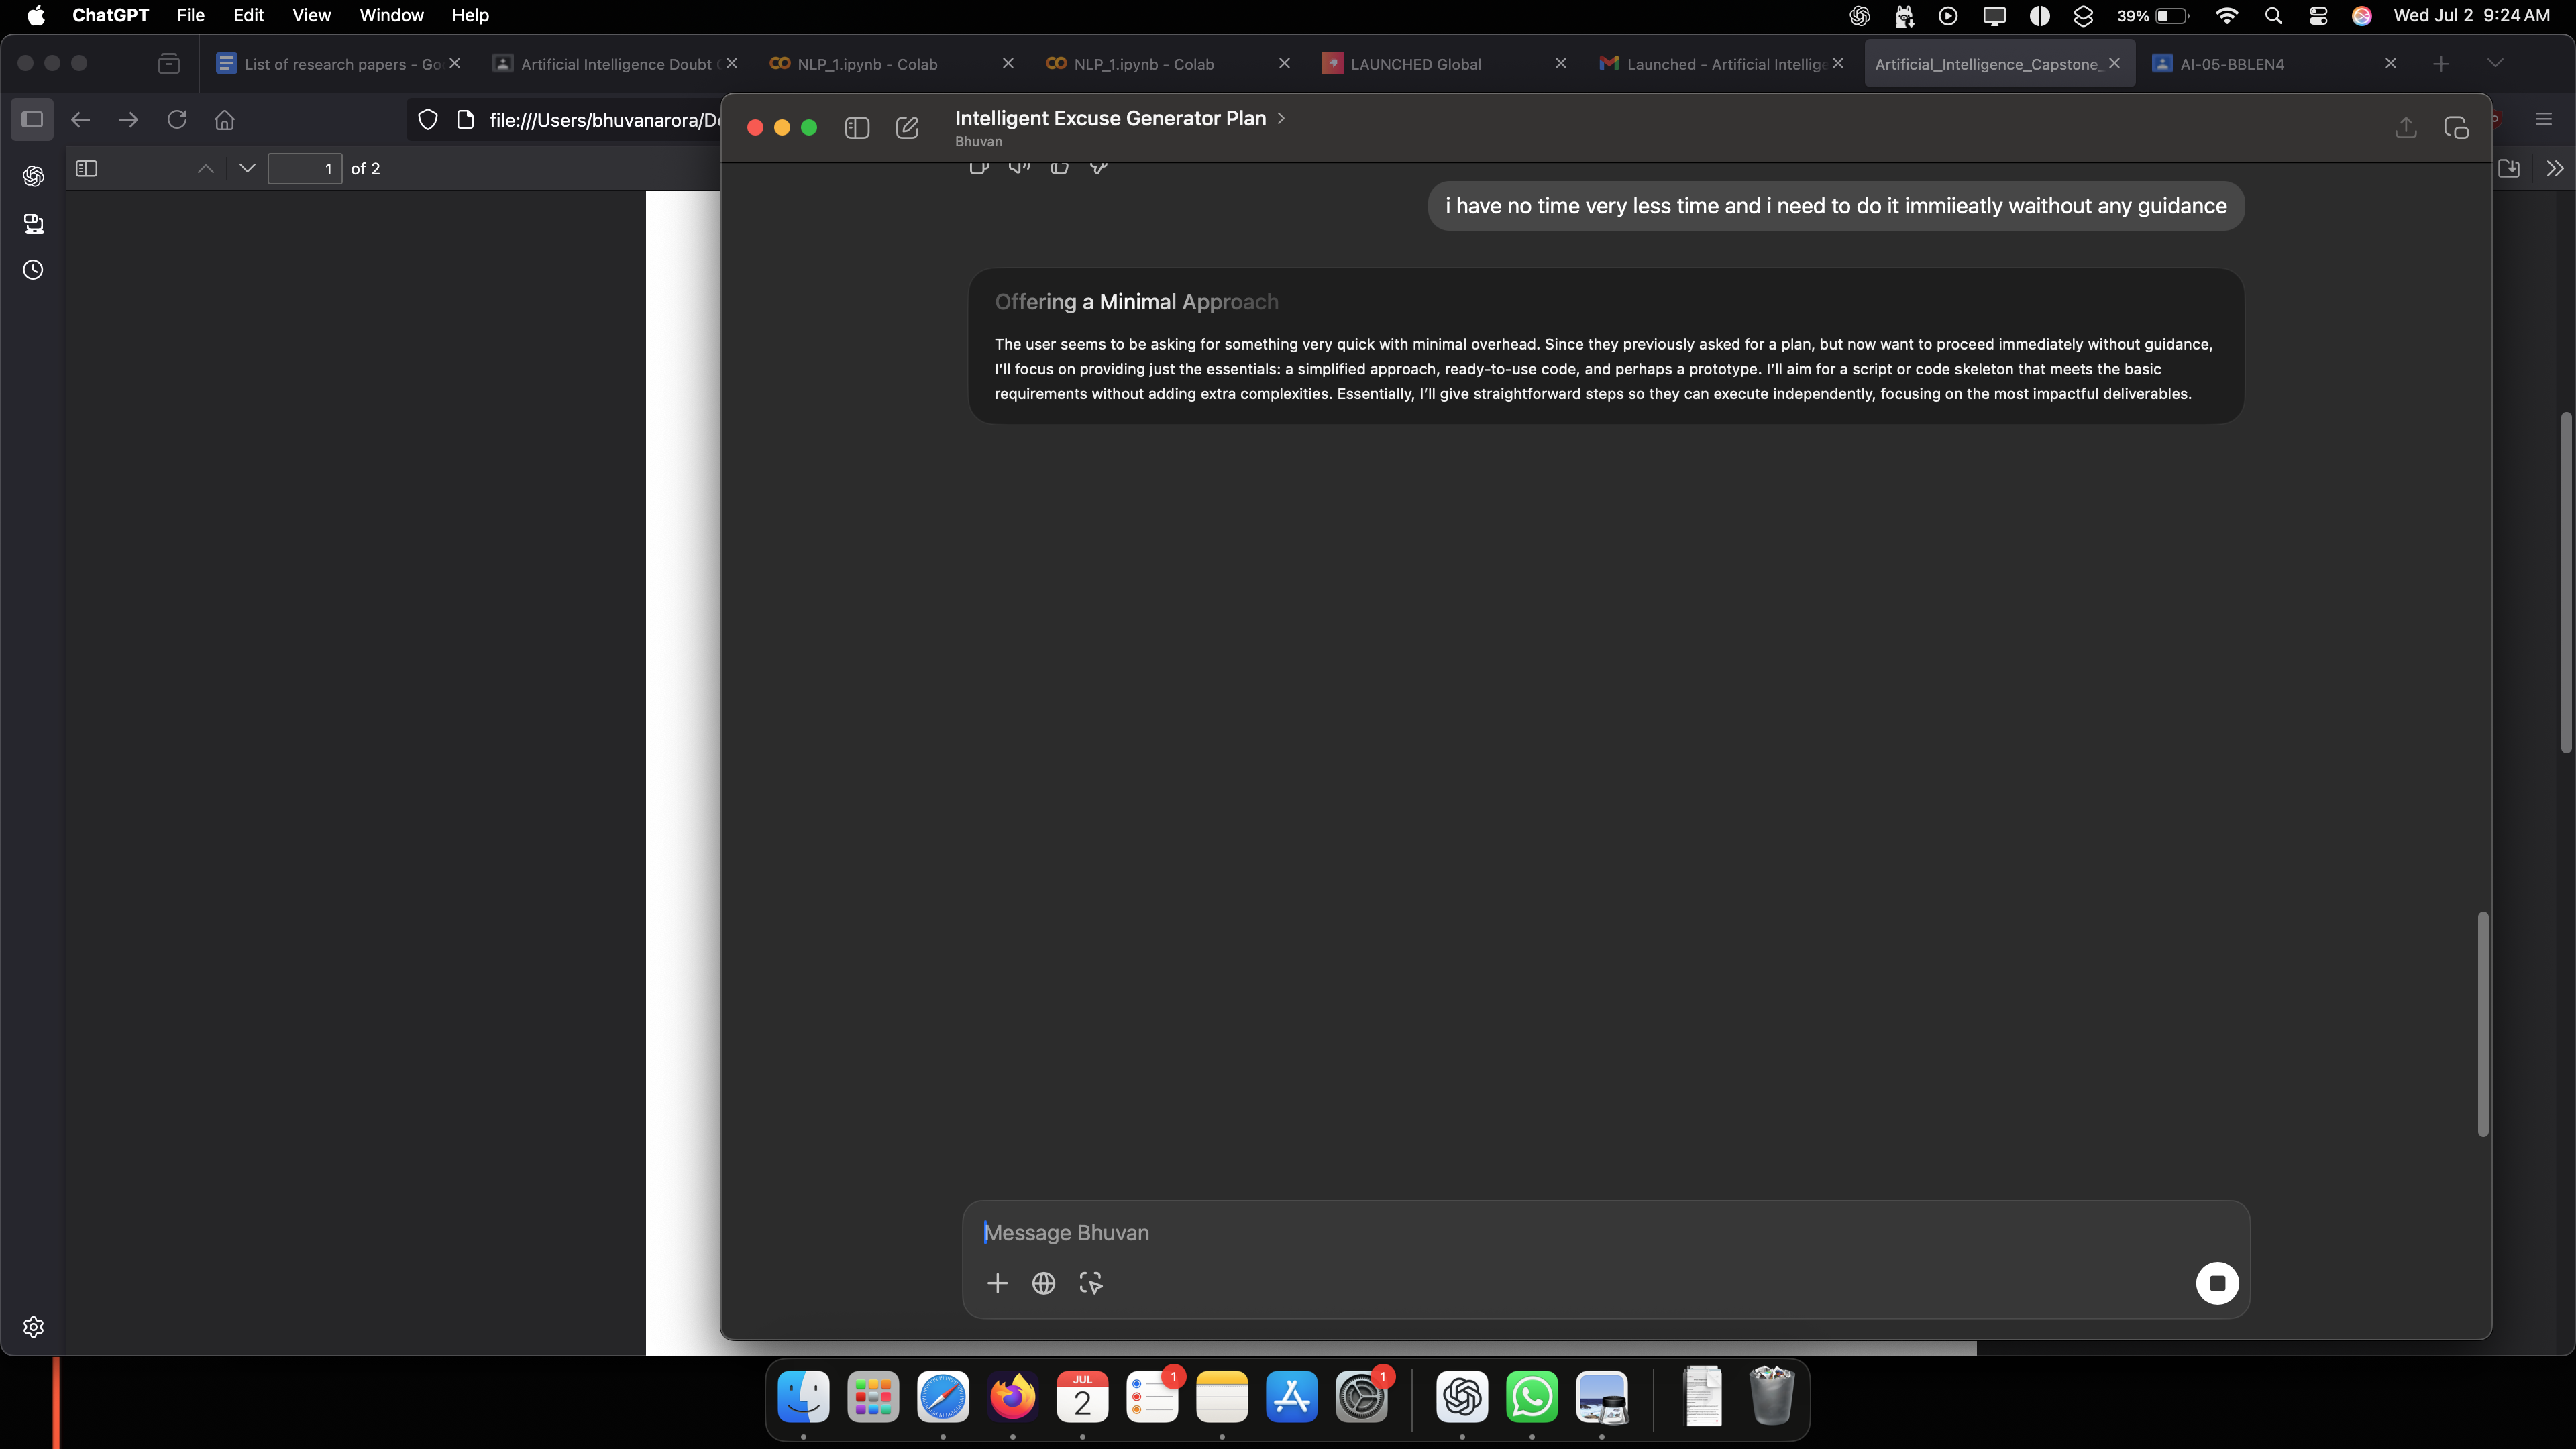 ChatGPT File Edit View Window Help
39% Wed Jul 2 9:24 AM
List of research papers - Go
Artificial Intelligence Doubt
NLP_1.ipynb - Colab
NLP_1.ipynb - Colab
LAUNCHED Global
Launched - Artificial Intellige
Artificial_Intelligence_Capstone_
AI-05-BBLEN4
file:///Users/bhuvanarora/De
1 of 2
Intelligent Excuse Generator Plan
Bhuvan
i have no time very less time and i need to do it immiieatly waithout any guidance
Offering a Minimal Approach
The user seems to be asking for something very quick with minimal overhead. Since they previously asked for a plan, but now want to proceed immediately without guidance,
I'll focus on providing just the essentials: a simplified approach, ready-to-use code, and perhaps a prototype. I'll aim for a script or code skeleton that meets the basic
requirements without adding extra complexities. Essentially, I'll give straightforward steps so they can execute independently, focusing on the most impactful deliverables.
Message Bhuvan
JUL
2
1
1